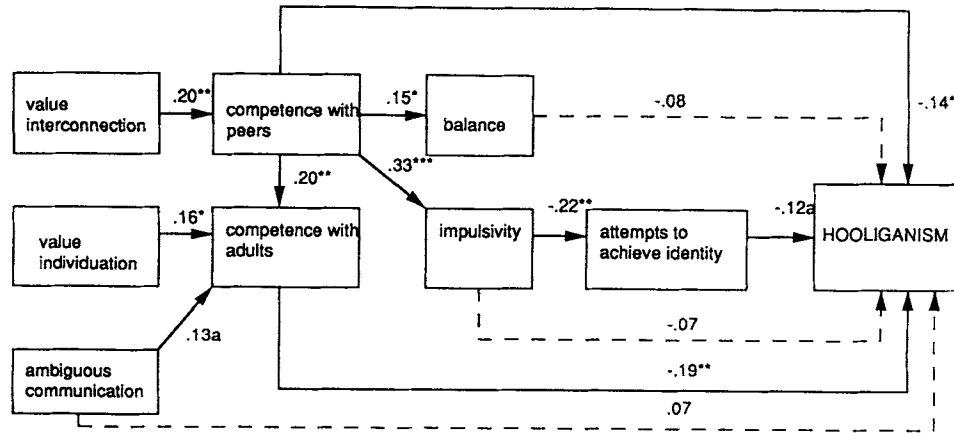 value
interconnection
.20**
competence with
peers
.15*
balance
-.08
-.14*
.33***
.20**
value
individuation
.16*
competence with
adults
impulsivity
-.22**
attempts to
achieve identity
-.12a
HOOLIGANISM
.13a
-.07
ambiguous
communication
-.19**
.07